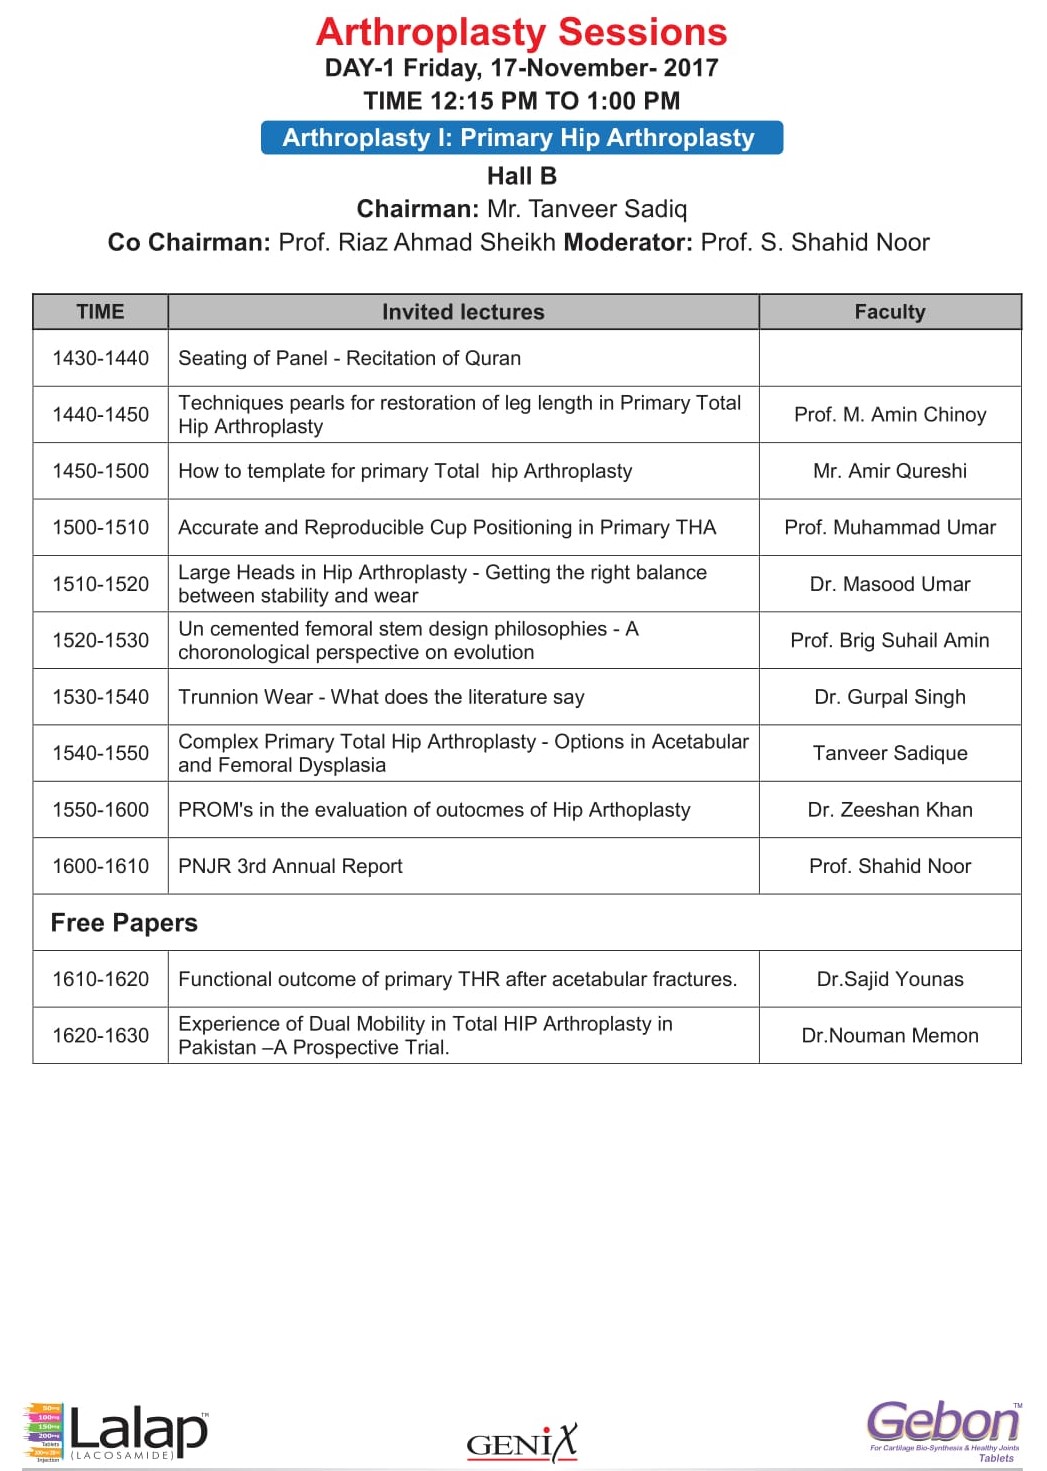 Arthroplasty Sessions
DAY-1 Friday, 17-November- 2017
TIME 12:15 PM TO 1:00 PM
Arthroplasty I: Primary Hip Arthroplasty
Hall B
Chairman: Mr. Tanveer Sadiq
Co Chairman: Prof. Riaz Ahmad Sheikh Moderator: Prof. S. Shahid Noor
TIME Invited lectures Faculty
1430-1440 Seating of Panel - Recitation of Quran
1440-1450 Techniques pearls for restoration of leg length in Primary Total
Hip Arthroplasty Prof. M. Amin Chinoy
1450-1500 How to template for primary Total hip Arthroplasty Mr. Amir Qureshi
1500-1510 Accurate and Reproducible Cup Positioning in Primary THA Prof. Muhammad Umar
1510-1520 Large Heads in Hip Arthroplasty - Getting the right balance
between stability and wear Dr. Masood Umar
1520-1530 Un cemented femoral stem design philosophies - A
choronological perspective on evolution Prof. Brig Suhail Amin
1530-1540 Trunnion Wear - What does the literature say Dr. Gurpal Singh
1540-1550 Complex Primary Total Hip Arthroplasty - Options in Acetabular
and Femoral Dysplasia Tanveer Sadique
1550-1600 PROM's in the evaluation of outocmes of Hip Arthoplasty Dr. Zeeshan Khan
1600-1610 PNJR 3rd Annual Report Prof. Shahid Noor
Free Papers
1610-1620 Functional outcome of primary THR after acetabular fractures. Dr.Sajid Younas
1620-1630 Experience of Dual Mobility in Total HIP Arthroplasty in
Pakistan –A Prospective Trial. Dr.Nouman Memon
50mg
100mg
150mg
200mg
Tablets
Injection
Lalap™
(LACOSAMIDE)
GENiX
Gebon™
For Cartilage Bio-Synthesis & Healthy Joints
Tablets